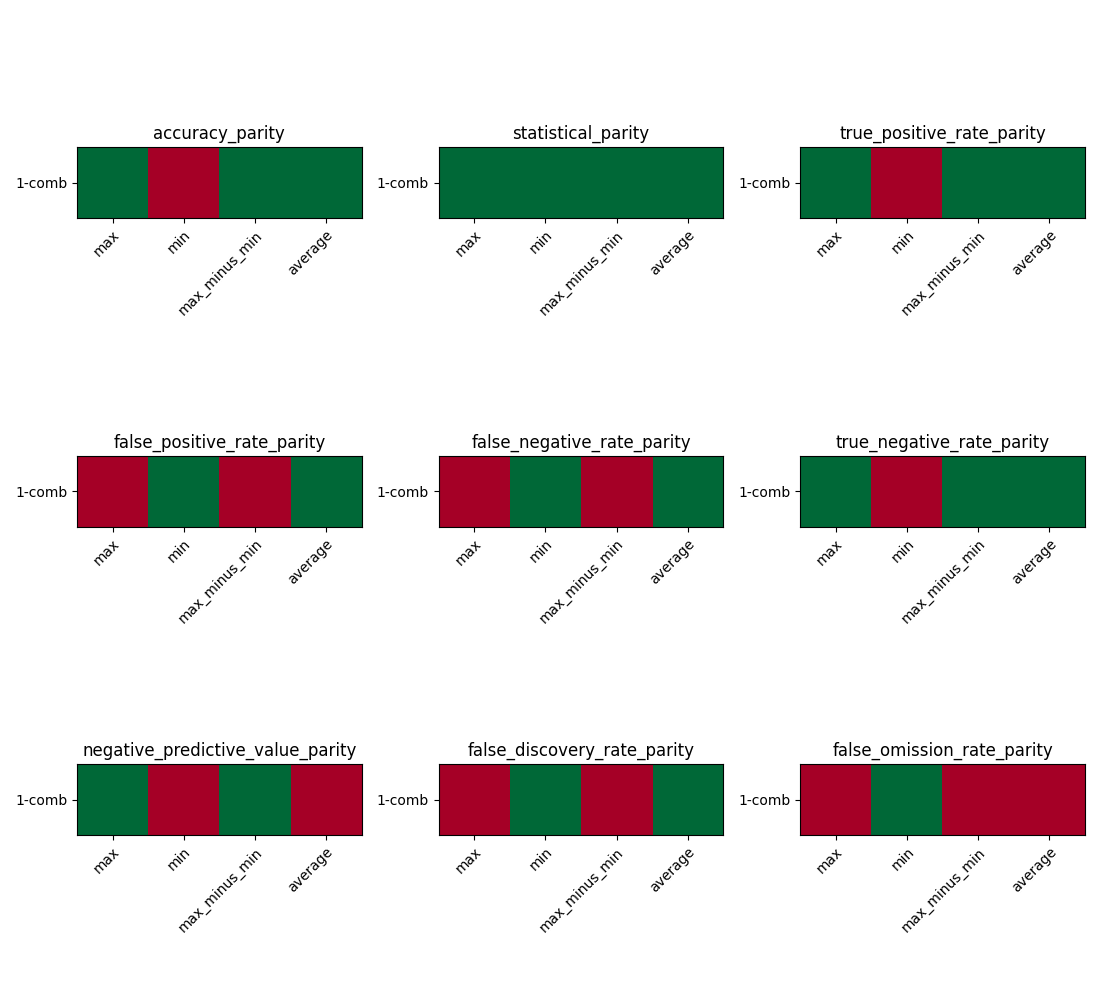 accuracy_parity
statistical_parity
true_positive_rate_parity
1-comb
1-comb
1-comb
max
min
max_minus_min
average
max
min
max_minus_min
average
max
min
max_minus_min
average
false_positive_rate_parity
false_negative_rate_parity
true_negative_rate_parity
1-comb
1-comb
1-comb
max
min
max_minus_min
average
max
min
max_minus_min
average
max
min
max_minus_min
average
negative_predictive_value_parity
false_discovery_rate_parity
false_omission_rate_parity
1-comb
1-comb
1-comb
max
min
max_minus_min
average
max
min
max_minus_min
average
max
min
max_minus_min
average